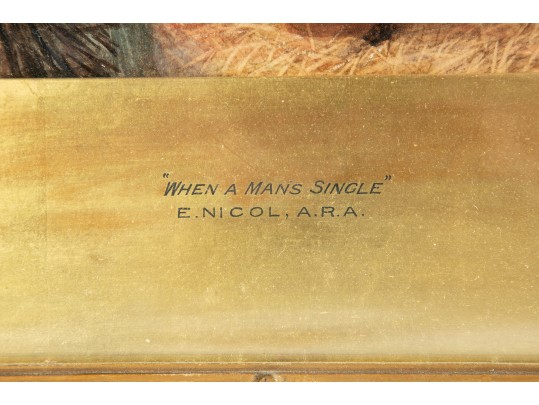 "When a Mans Single"
E. NICOL, A.R.A.